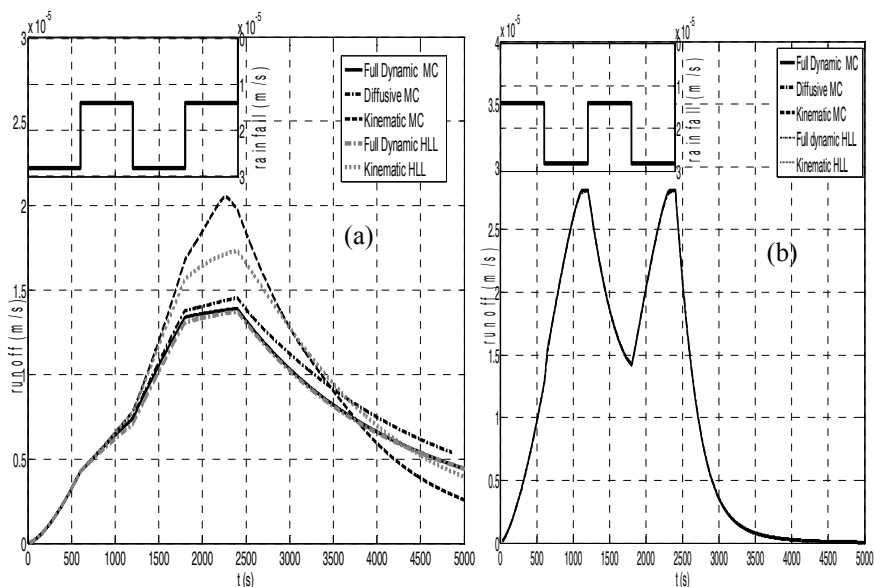 x10^-5
x10^-5
3
2.5
2
1.5
1
0.5
0
runoff (m/s)
0
1
2
3
rainfall (m/s)
Full Dynamic MC
Diffusive MC
Kinematic MC
Full Dynamic HLL
Kinematic HLL
(a)
0 500 1000 1500 2000 2500 3000 3500 4000 4500 5000
t(s)
x10^-5
x10^-5
4
3.5
3
2.5
2
1.5
1
0.5
0
runoff (m/s)
0
1
2
3
rainfall (m/s)
Full Dynamic MC
Diffusive MC
Kinematic MC
Full dynamic HLL
Kinematic HLL
(b)
0 500 1000 1500 2000 2500 3000 3500 4000 4500 5000
t(s)